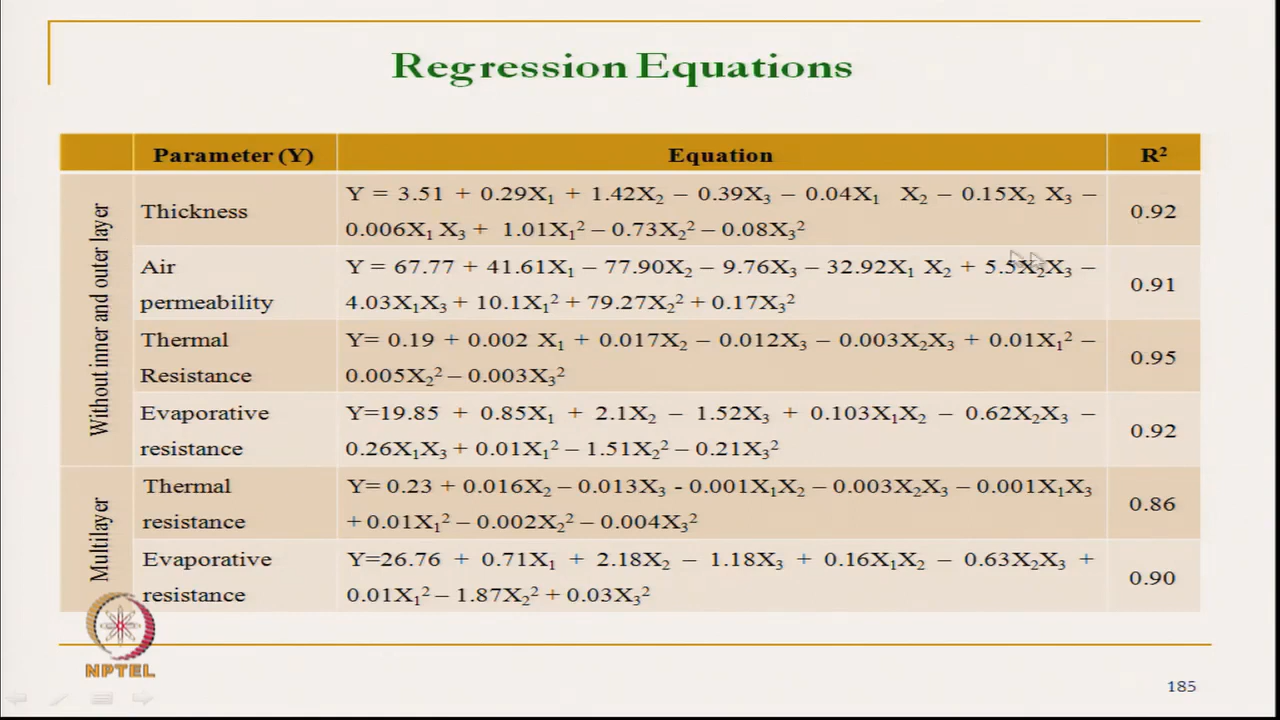 Regression Equations
Parameter (Y) Equation R²
Without inner and outer layer
Thickness
Y = 3.51 + 0.29X₁ + 1.42X₂ – 0.39X₃ – 0.04X₁ X₂ – 0.15X₂ X₃ –
0.006X₁ X₃ + 1.01X₁² – 0.73X₂² – 0.08X₃²
0.92
Air
permeability
Y = 67.77 + 41.61X₁ – 77.90X₂ – 9.76X₃ – 32.92X₁ X₂ + 5.5X₂X₃ –
4.03X₁X₃ + 10.1X₁² + 79.27X₂² + 0.17X₃²
0.91
Thermal
Resistance
Y= 0.19 + 0.002 X₁ + 0.017X₂ – 0.012X₃ – 0.003X₂X₃ + 0.01X₁² –
0.005X₂² – 0.003X₃²
0.95
Evaporative
resistance
Y=19.85 + 0.85X₁ + 2.1X₂ – 1.52X₃ + 0.103X₁X₂ – 0.62X₂X₃ –
0.26X₁X₃ + 0.01X₁² – 1.51X₂² – 0.21X₃²
0.92
Multilayer
Thermal
resistance
Y= 0.23 + 0.016X₂ – 0.013X₃ - 0.001X₁X₂ – 0.003X₂X₃ – 0.001X₁X₃
+ 0.01X₁² – 0.002X₂² – 0.004X₃²
0.86
Evaporative
resistance
Y=26.76 + 0.71X₁ + 2.18X₂ – 1.18X₃ + 0.16X₁X₂ – 0.63X₂X₃ +
0.01X₁² – 1.87X₂² + 0.03X₃²
0.90
NPTEL
185